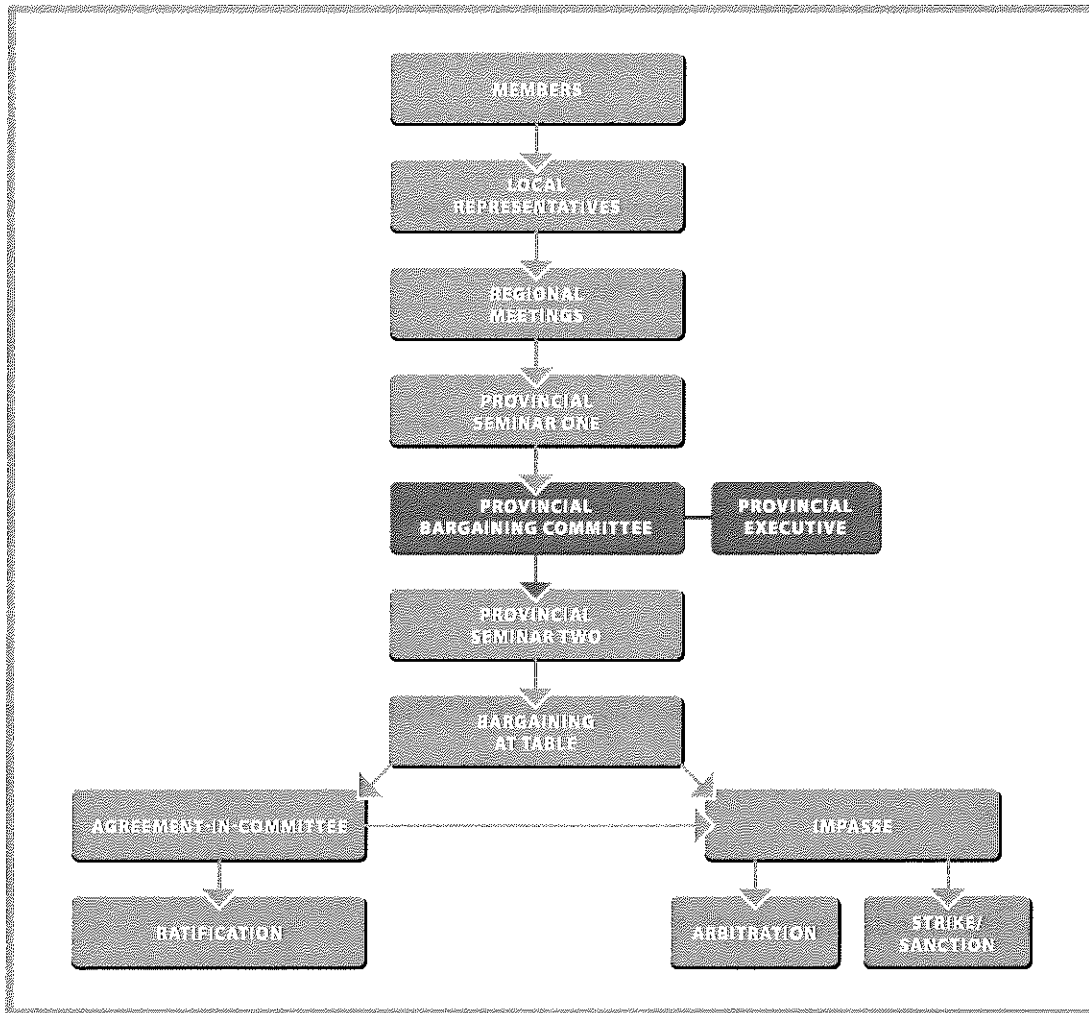 MEMBERS
LOCAL
REPRESENTATIVES
REGIONAL
MEETINGS
PROVINCIAL
SEMINAR ONE
PROVINCIAL
BARGAINING COMMITTEE
PROVINCIAL
EXECUTIVE
PROVINCIAL
SEMINAR TWO
BARGAINING
AT TABLE
AGREEMENT-IN-COMMITTEE
IMPASSE
RATIFICATION
ARBITRATION
STRIKE/
SANCTION